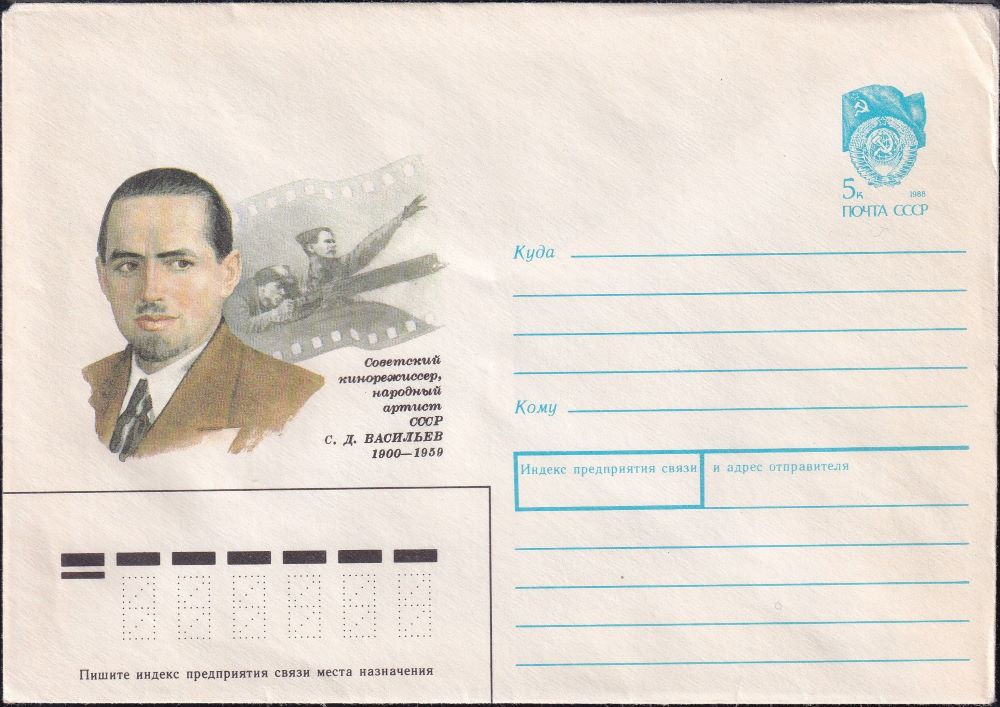 5к
1988
ПОЧТА СССР
Советский
кинорежиссер,
народный
артист
СССР
С. Д. ВАСИЛЬЕВ
1900—1959
Куда
Кому
Индекс предприятия связи и адрес отправителя
Пишите индекс предприятия связи места назначения